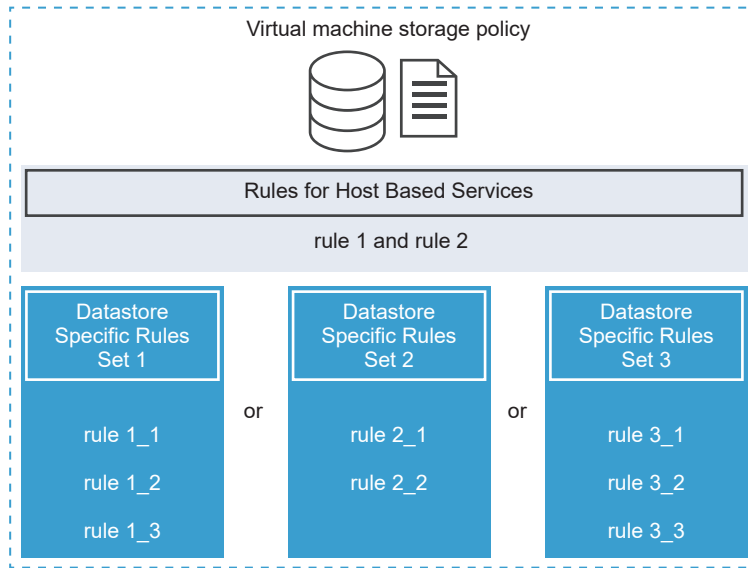 Virtual machine storage policy
Rules for Host Based Services
rule 1 and rule 2
Datastore
Specific Rules
Set 1
rule 1_1
rule 1_2
rule 1_3
or
Datastore
Specific Rules
Set 2
rule 2_1
rule 2_2
or
Datastore
Specific Rules
Set 3
rule 3_1
rule 3_2
rule 3_3